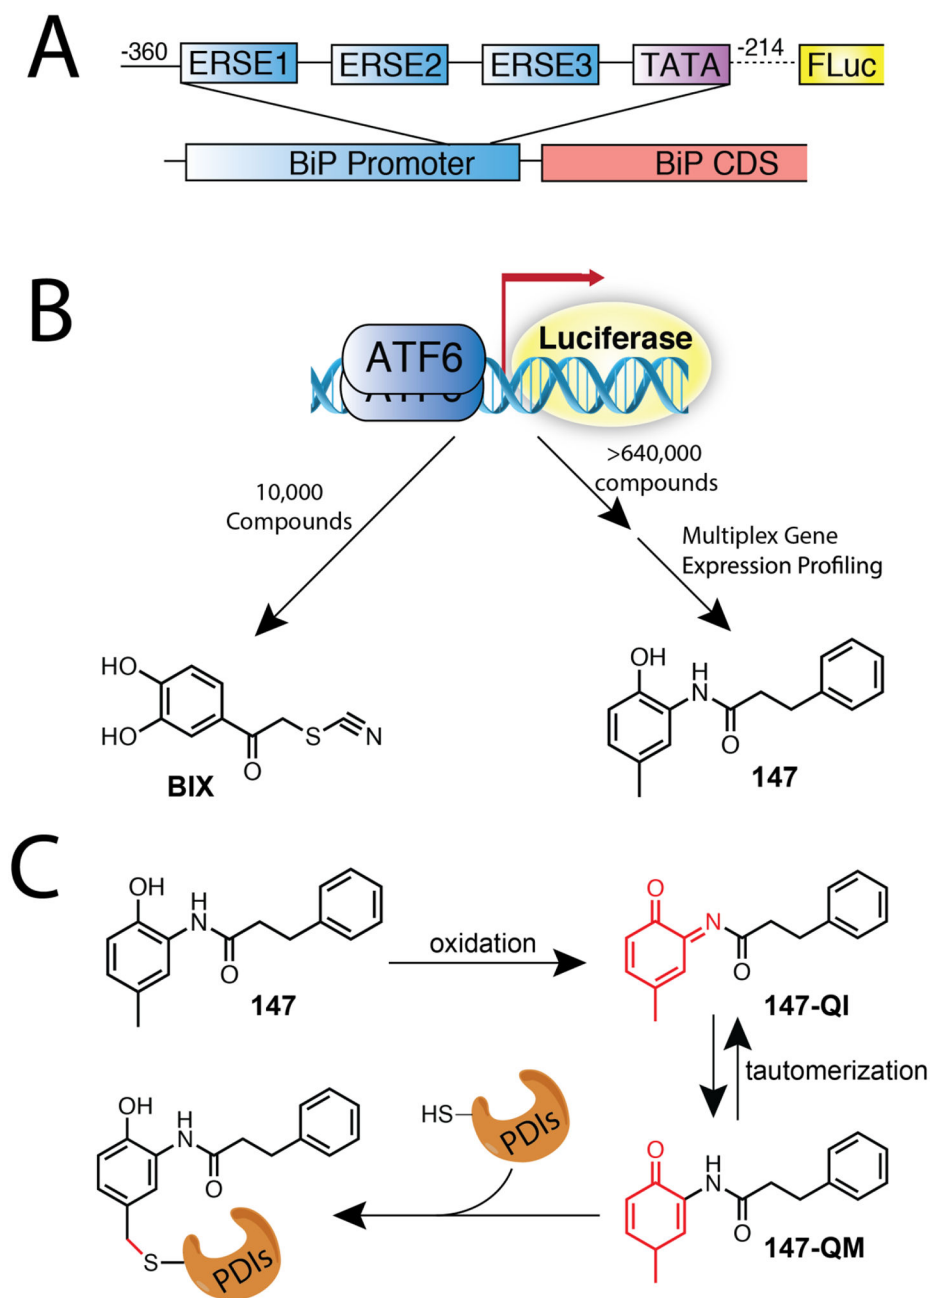 A
-360
ERSE1
ERSE2
ERSE3
TATA
-214
FLuc
BiP Promoter
BiP CDS
B
ATF6
ATF6
Luciferase
10,000
Compounds
>640,000
compounds
Multiplex Gene
Expression Profiling
HO
HO
O
S
N
BIX
OH
H
N
O
147
C
OH
H
N
O
147
oxidation
O
N
O
147-QI
tautomerization
OH
H
N
O
S
PDIs
HS
PDIs
O
H
N
O
147-QM